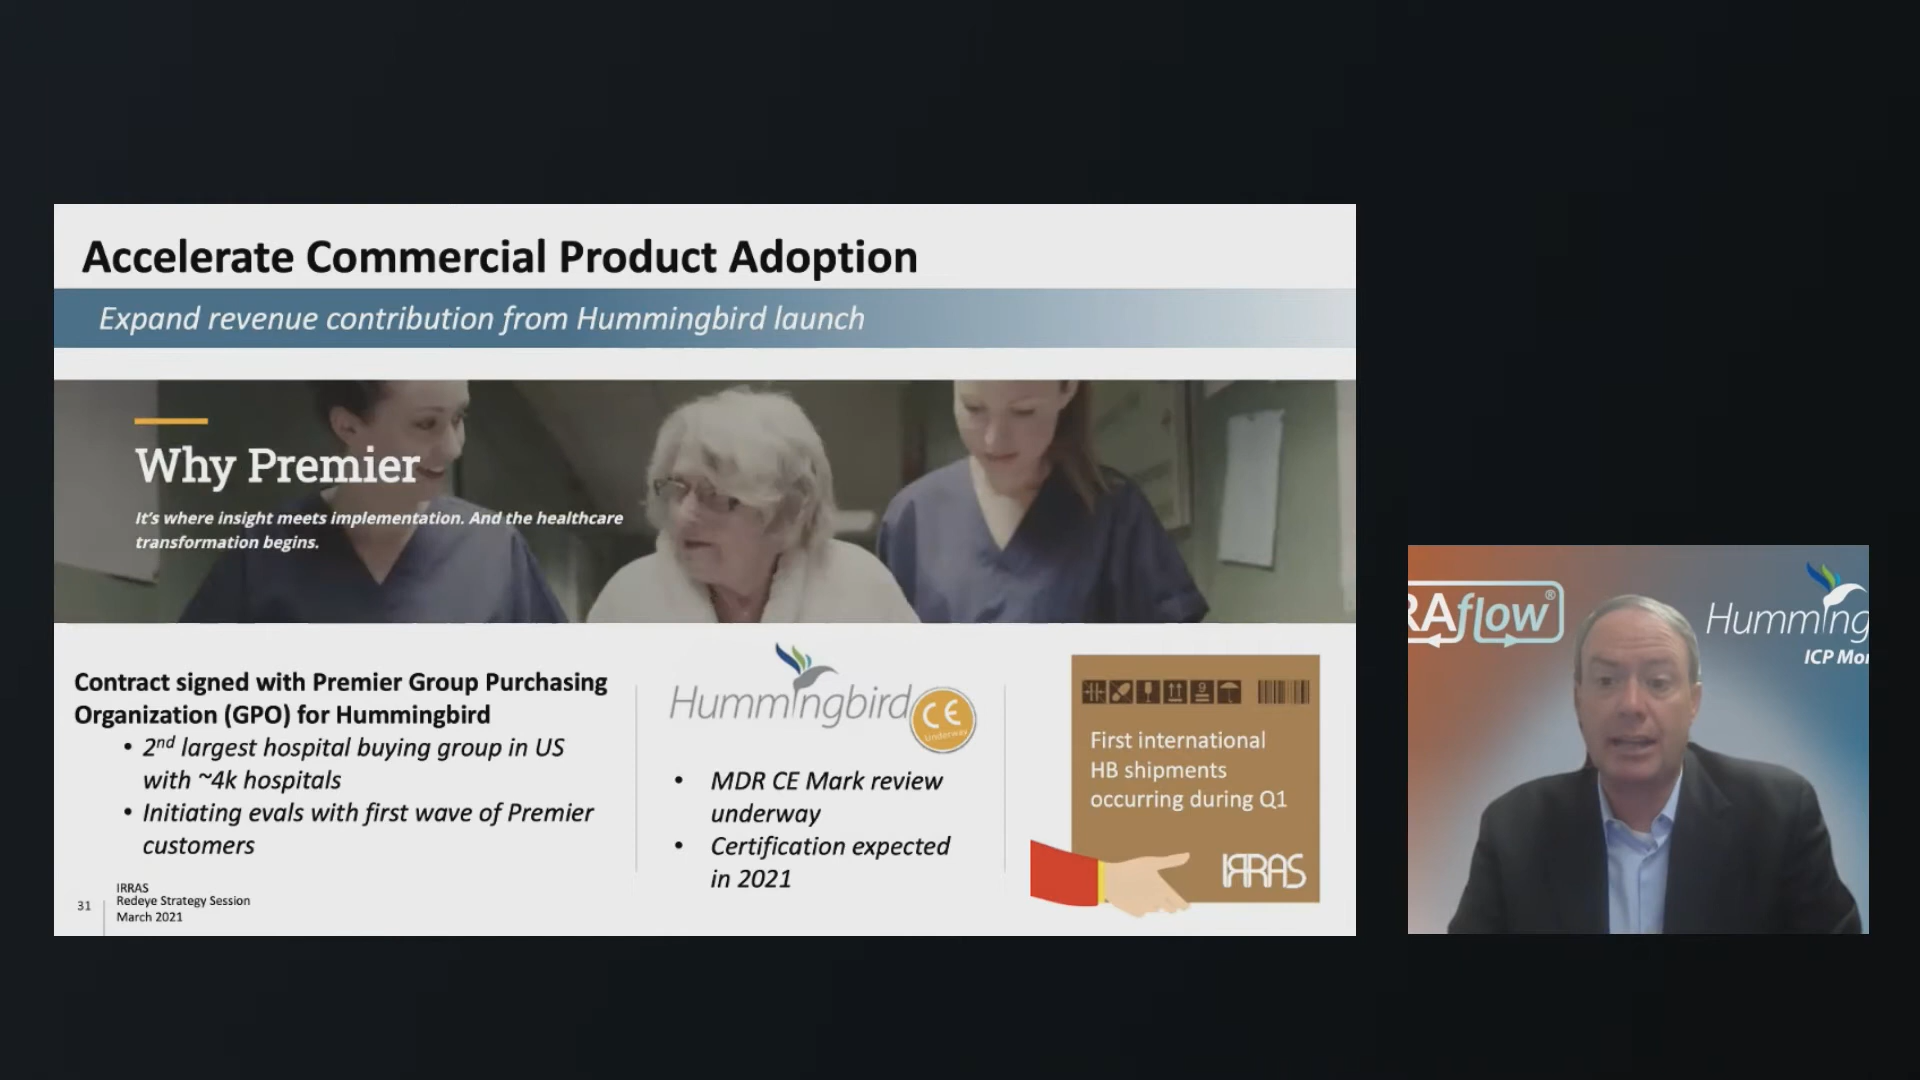 Accelerate Commercial Product Adoption
Expand revenue contribution from Hummingbird launch
Why Premier
It's where insight meets implementation. And the healthcare
transformation begins.
Contract signed with Premier Group Purchasing
Organization (GPO) for Hummingbird
• 2nd largest hospital buying group in US
with ~4k hospitals
• Initiating evals with first wave of Premier
customers
Hummingbird
CE
Underway
• MDR CE Mark review
underway
• Certification expected
in 2021
First international
HB shipments
occurring during Q1
IRRAS
31
IRRAS
Redeye Strategy Session
March 2021
RAflow®
Humming
ICP Mo